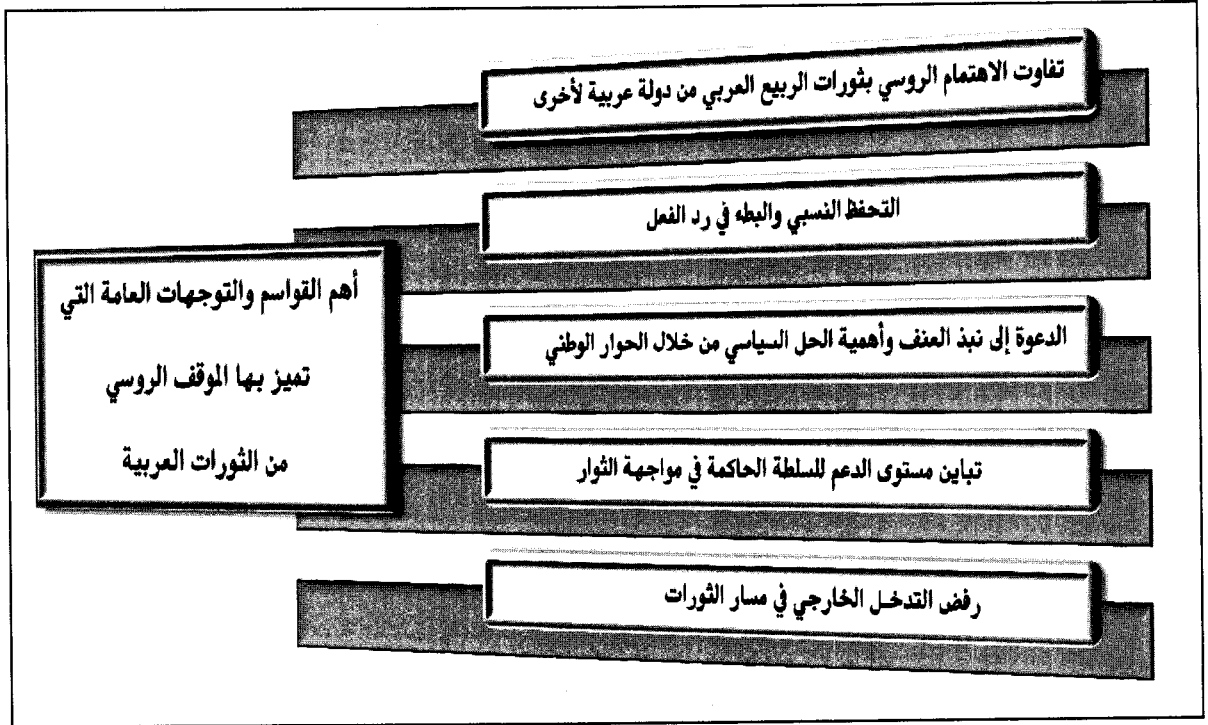 أهم القواسم والتوجهات العامة التي
تميز بها الموقف الروسي
من الثورات العربية
تفاوت الاهتمام الروسي بثورات الربيع العربي من دولة عربية لأخرى
التحفظ النسبي والبطء في رد الفعل
الدعوة إلى نبذ العنف وأهمية الحل السياسي من خلال الحوار الوطني
تباين مستوى الدعم للسلطة الحاكمة في مواجهة الثوار
رفض التدخل الخارجي في مسار الثورات